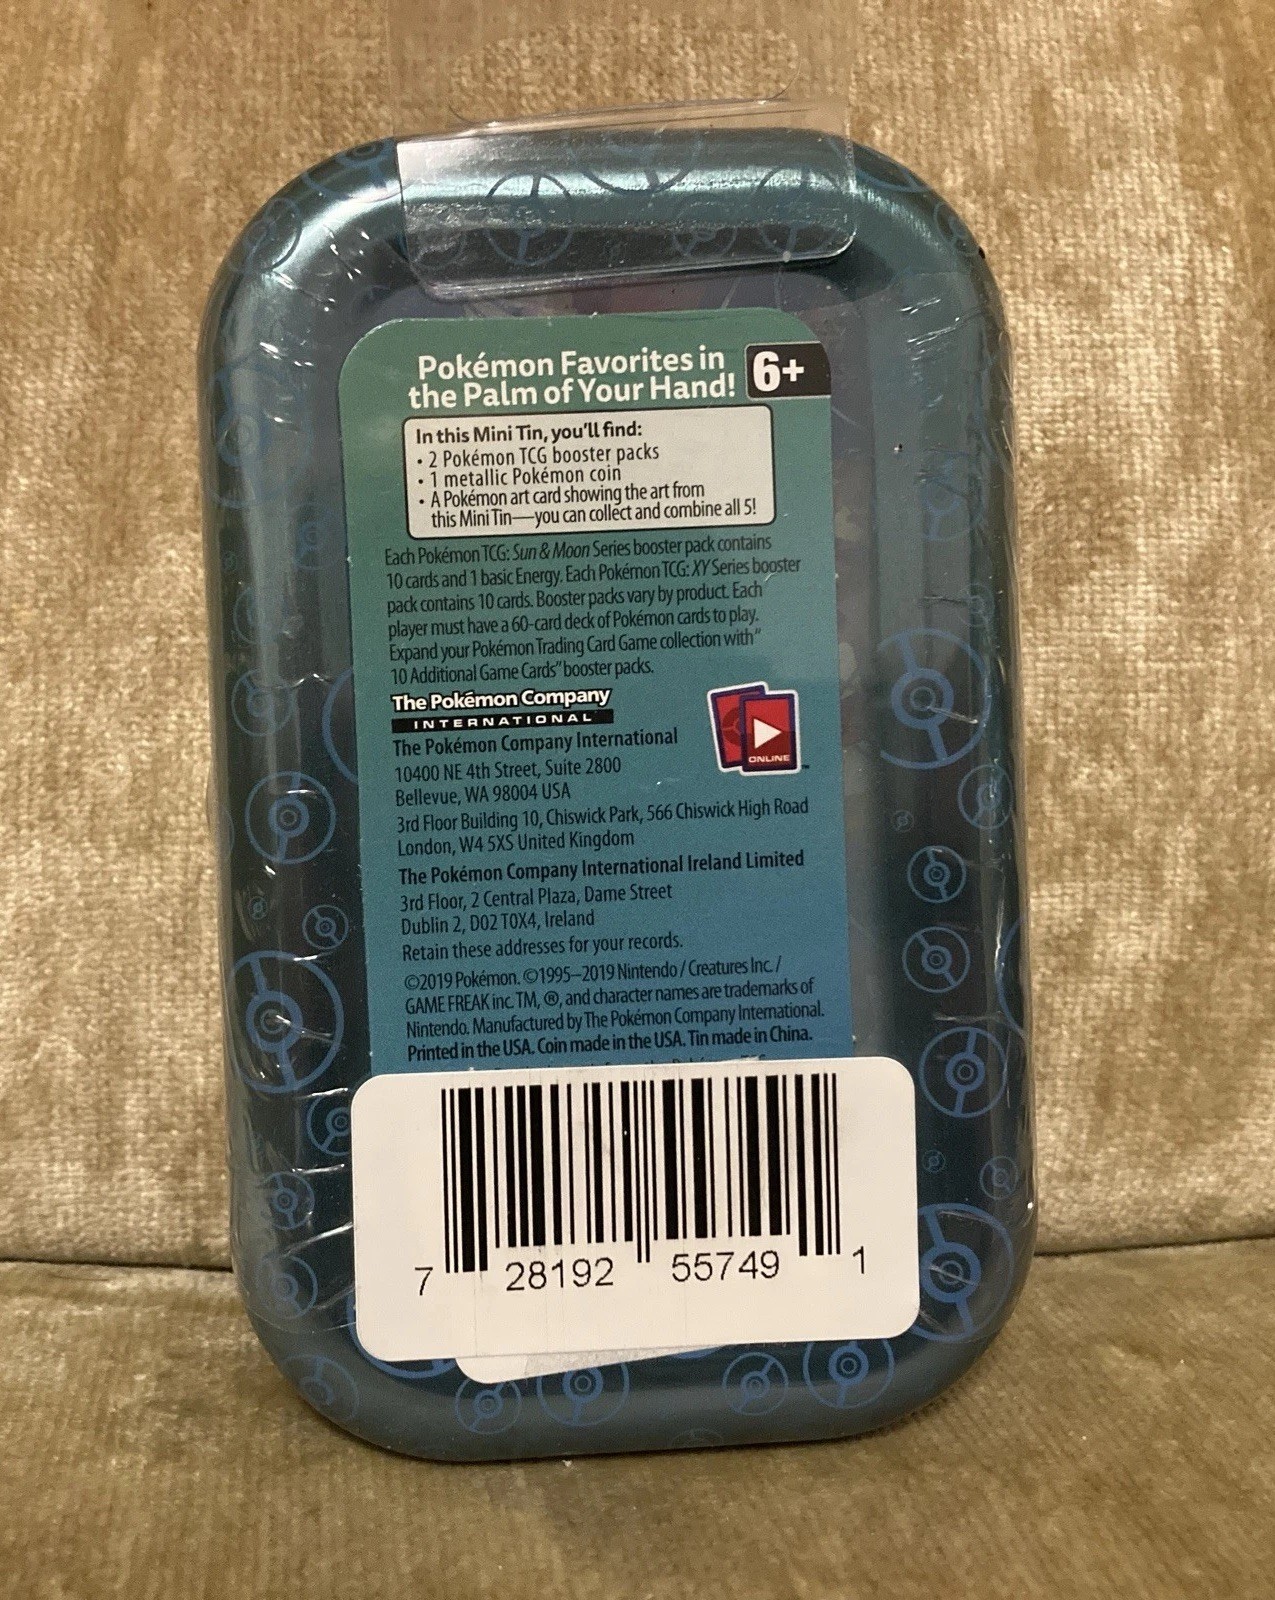 Pokémon Favorites in
the Palm of Your Hand!
6+
In this Mini Tin, you'll find:
• 2 Pokémon TCG booster packs
• 1 metallic Pokémon coin
• A Pokémon art card showing the art from
this Mini Tin—you can collect and combine all 5!
Each Pokémon TCG: Sun & Moon Series booster pack contains
10 cards and 1 basic Energy. Each Pokémon TCG: XY Series booster
pack contains 10 cards. Booster packs vary by product. Each
player must have a 60-card deck of Pokémon cards to play.
Expand your Pokémon Trading Card Game collection with"
10 Additional Game Cards" booster packs.
The Pokémon Company
INTERNATIONAL
ONLINE
™
The Pokémon Company International
10400 NE 4th Street, Suite 2800
Bellevue, WA 98004 USA
3rd Floor Building 10, Chiswick Park, 566 Chiswick High Road
London, W4 5XS United Kingdom
The Pokémon Company International Ireland Limited
3rd Floor, 2 Central Plaza, Dame Street
Dublin 2, D02 T0X4, Ireland
Retain these addresses for your records.
©2019 Pokémon. ©1995–2019 Nintendo / Creatures Inc. /
GAME FREAK inc. TM, ®, and character names are trademarks of
Nintendo. Manufactured by The Pokémon Company International.
Printed in the USA. Coin made in the USA. Tin made in China.
7 28192 55749 1